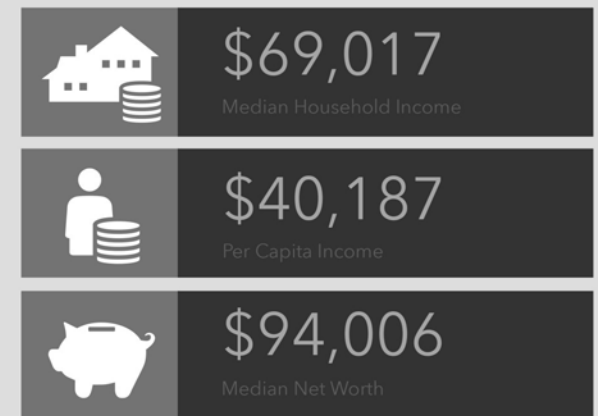 $69,017
Median Household Income
$40,187
Per Capita Income
$94,006
Median Net Worth